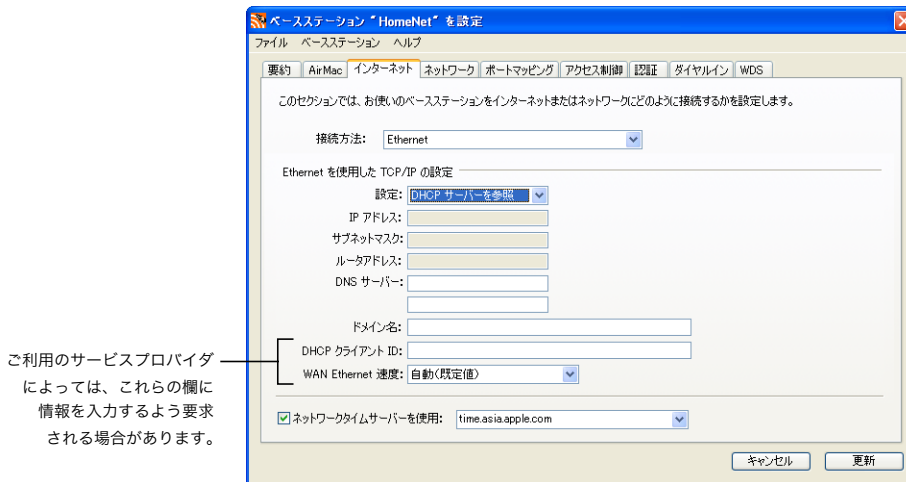 ベースステーション “HomeNet” を設定
ファイル ベースステーション ヘルプ
要約 AirMac インターネット ネットワーク ポートマッピング アクセス制御 認証 ダイヤルイン WDS
このセクションでは、お使いのベースステーションをインターネットまたはネットワークにどのように接続するかを設定します。
接続方法: Ethernet
Ethernet を使用した TCP/IP の設定
設定: DHCP サーバーを参照
IP アドレス:
サブネットマスク:
ルータアドレス:
DNS サーバー:
ドメイン名:
DHCP クライアント ID:
WAN Ethernet 速度: 自動(既定値)
ご利用のサービスプロバイダ
によっては、これらの欄に
情報を入力するよう要求
される場合があります。
ネットワークタイムサーバーを使用: time.asia.apple.com
キャンセル 更新